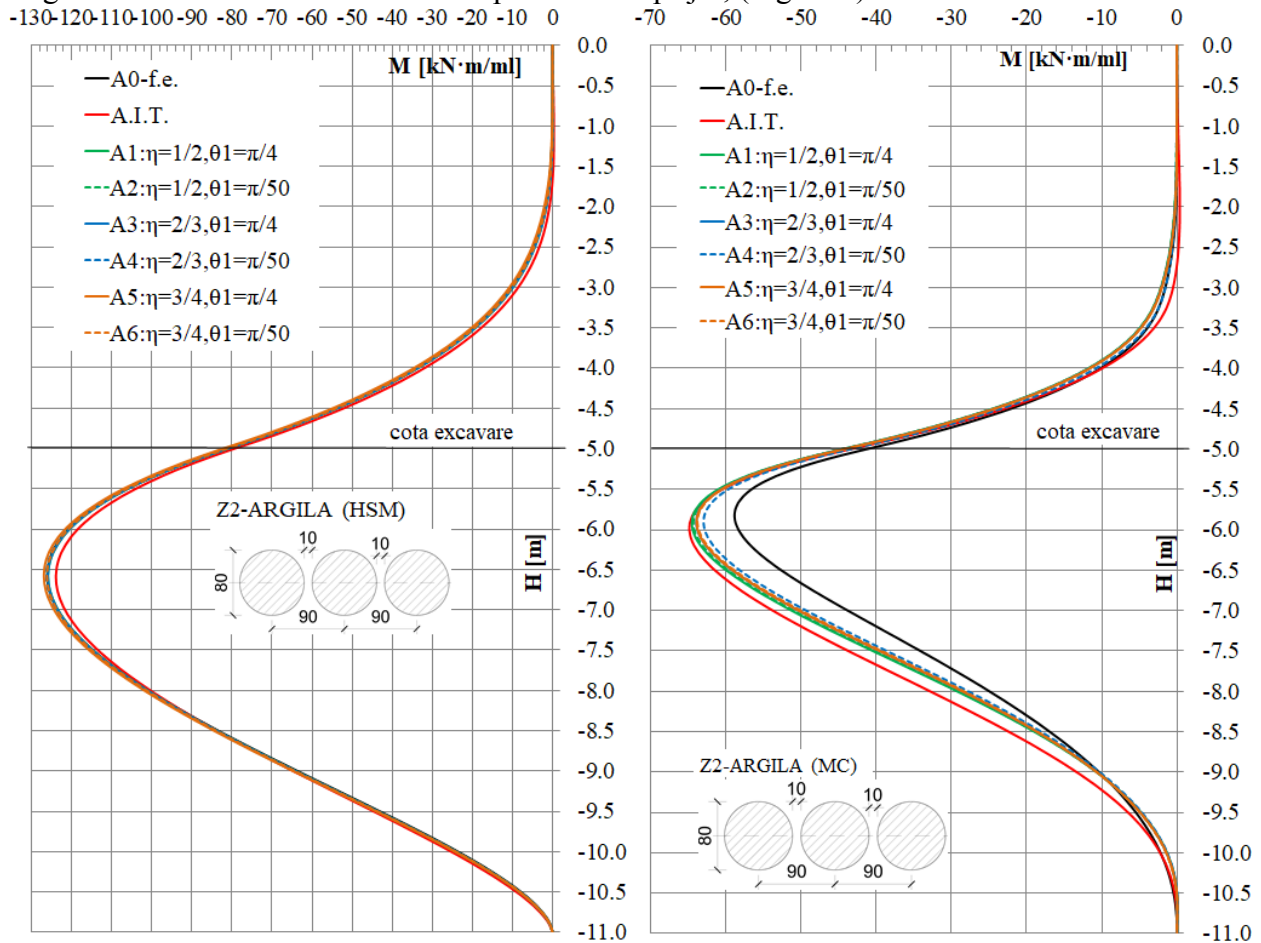 -130-120-110-100 -90 -80 -70 -60 -50 -40 -30 -20 -10 0
M [kN·m/ml]
A0-f.e.
A.I.T.
A1:η=1/2,θ1=π/4
A2:η=1/2,θ1=π/50
A3:η=2/3,θ1=π/4
A4:η=2/3,θ1=π/50
A5:η=3/4,θ1=π/4
A6:η=3/4,θ1=π/50
cota excavare
Z2-ARGILA (HSM)
10 10
80
90 90
H [m]
0.0
-0.5
-1.0
-1.5
-2.0
-2.5
-3.0
-3.5
-4.0
-4.5
-5.0
-5.5
-6.0
-6.5
-7.0
-7.5
-8.0
-8.5
-9.0
-9.5
-10.0
-10.5
-11.0
-70 -60 -50 -40 -30 -20 -10 0
M [kN·m/ml]
A0-f.e.
A.I.T.
A1:η=1/2,θ1=π/4
A2:η=1/2,θ1=π/50
A3:η=2/3,θ1=π/4
A4:η=2/3,θ1=π/50
A5:η=3/4,θ1=π/4
A6:η=3/4,θ1=π/50
cota excavare
H [m]
Z2-ARGILA (MC)
10 10
80
90 90
0.0
-0.5
-1.0
-1.5
-2.0
-2.5
-3.0
-3.5
-4.0
-4.5
-5.0
-5.5
-6.0
-6.5
-7.0
-7.5
-8.0
-8.5
-9.0
-9.5
-10.0
-10.5
-11.0